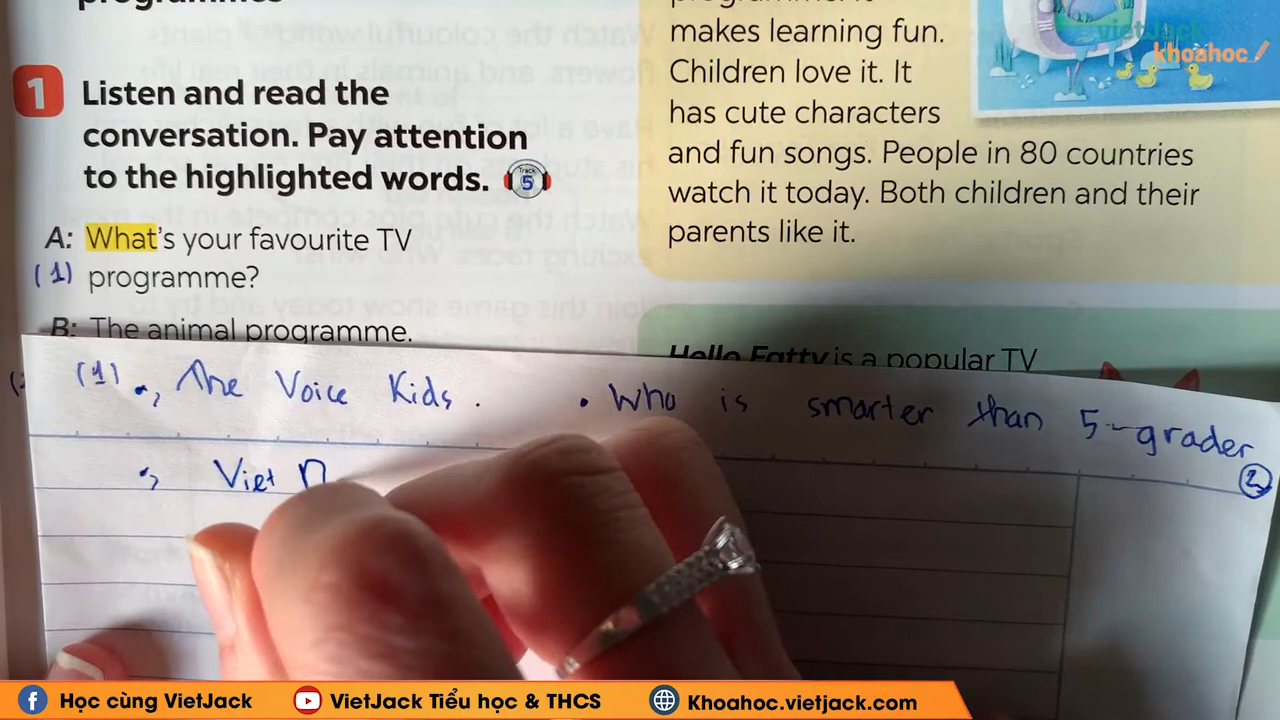 1 Listen and read the
conversation. Pay attention
to the highlighted words.
Track
5
A: What's your favourite TV
(1) programme?
B: The animal programme.
makes learning fun.
Children love it. It
has cute characters
and fun songs. People in 80 countries
watch it today. Both children and their
parents like it.
Hello Fatty is a popular TV
vietJack
khoahoc
(1) The Voice Kids. • Who is smarter than 5-grader
2
Viet n
Học cùng VietJack
VietJack Tiểu học & THCS
Khoahoc.vietjack.com